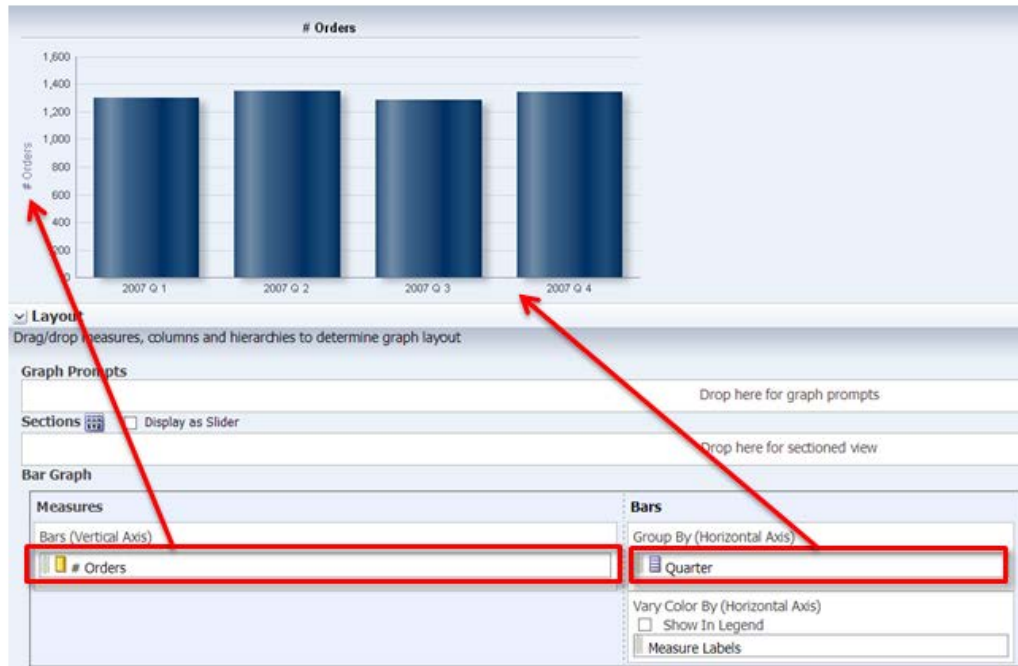 # Orders
1,600
1,400
1,200
1,000
800
600
400
200
0
# Orders
2007 Q 1 2007 Q 2 2007 Q 3 2007 Q 4
Layout
Drag/drop measures, columns and hierarchies to determine graph layout
Graph Prompts
Drop here for graph prompts
Sections Display as Slider
Drop here for sectioned view
Bar Graph
Measures
Bars (Vertical Axis)
# Orders
Bars
Group By (Horizontal Axis)
Quarter
Vary Color By (Horizontal Axis)
Show In Legend
Measure Labels